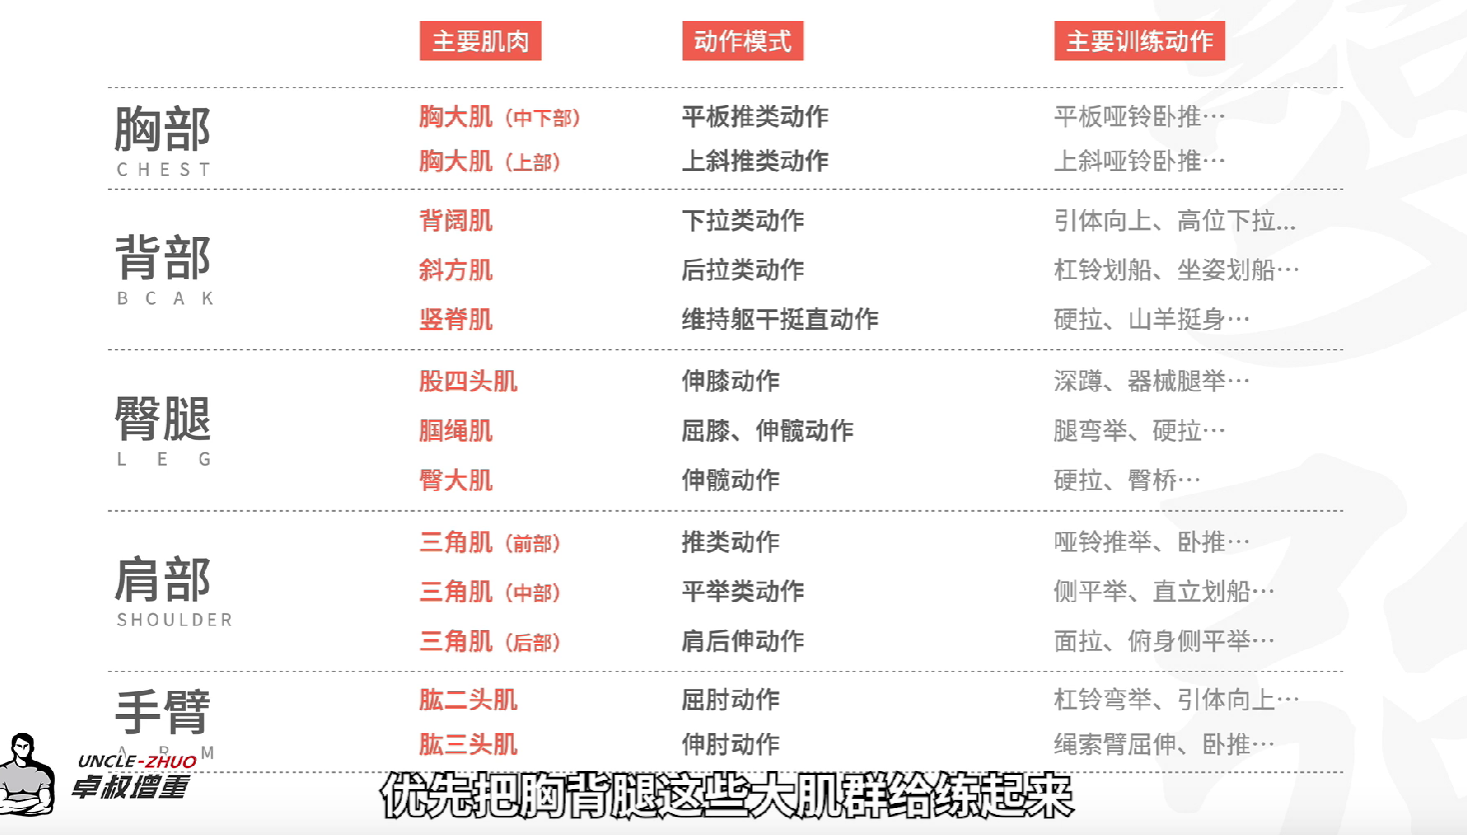 主要肌肉 动作模式 主要训练动作
胸部
CHEST
胸大肌（中下部） 平板推类动作 平板哑铃卧推…
胸大肌（上部） 上斜推类动作 上斜哑铃卧推…
背部
BCAK
背阔肌 下拉类动作 引体向上、高位下拉...
斜方肌 后拉类动作 杠铃划船、坐姿划船…
竖脊肌 维持躯干挺直动作 硬拉、山羊挺身…
臀腿
LEG
股四头肌 伸膝动作 深蹲、器械腿举…
腘绳肌 屈膝、伸髋动作 腿弯举、硬拉…
臀大肌 伸髋动作 硬拉、臀桥…
肩部
SHOULDER
三角肌（前部） 推类动作 哑铃推举、卧推…
三角肌（中部） 平举类动作 侧平举、直立划船…
三角肌（后部） 肩后伸动作 面拉、俯身侧平举…
手臂
ARM
肱二头肌 屈肘动作 杠铃弯举、引体向上…
肱三头肌 伸肘动作 绳索臂屈伸、卧推…
UNCLE-ZHUO
卓叔增重
优先把胸背腿这些大肌群给练起来